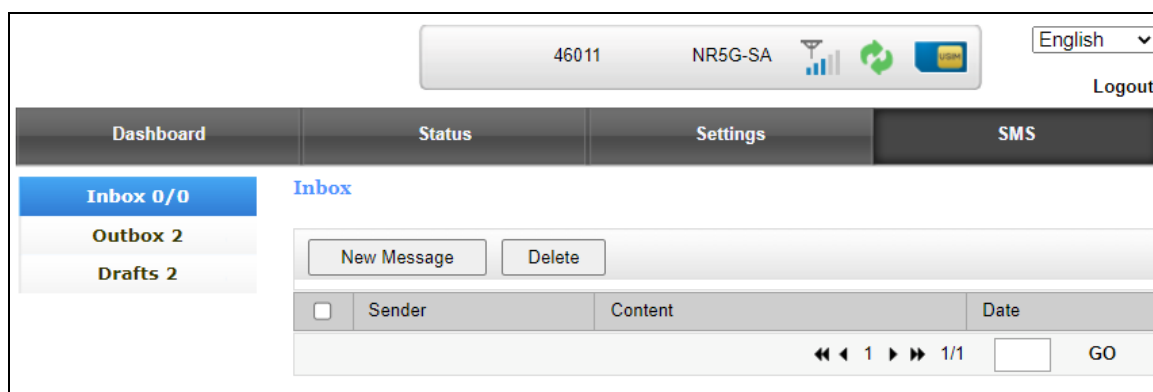 46011 NR5G-SA USIM English
Logout
Dashboard Status Settings SMS
Inbox 0/0
Outbox 2
Drafts 2
Inbox
New Message Delete
Sender Content Date
1 1/1 GO